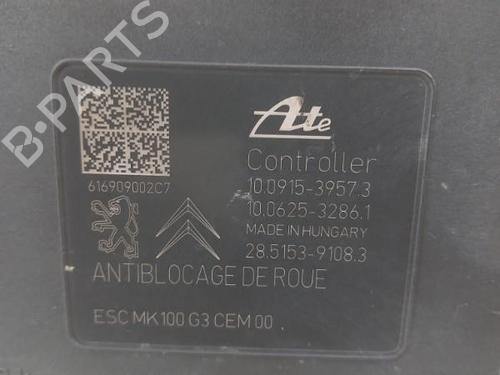 B-PARTS
Ate
616909002C7
Controller
10.0915-3957.3
10.0625-3286.1
MADE IN HUNGARY
28.5153-9108.3
ANTIBLOCAGE DE ROUE
ESC MK100 G3 CEM 00